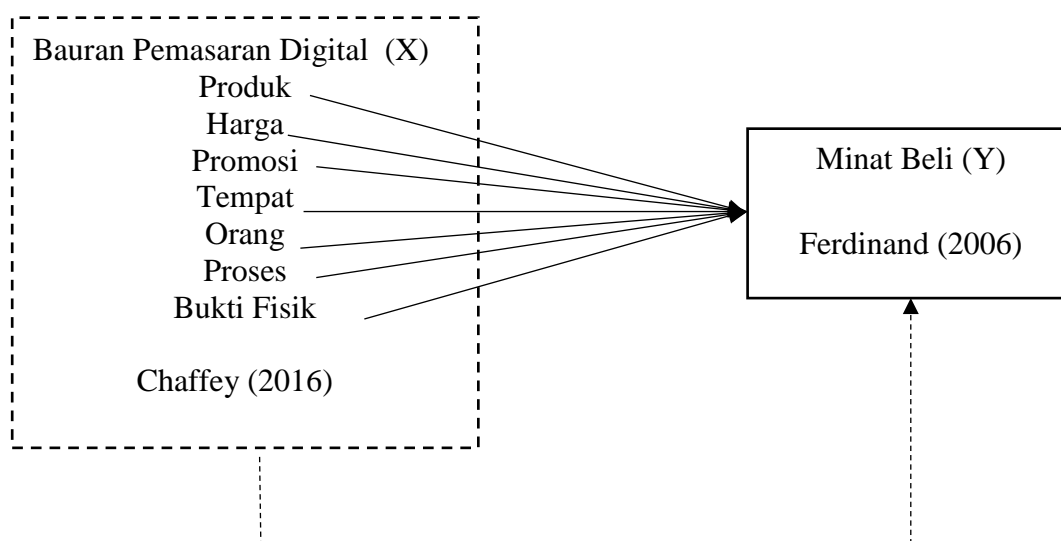 Bauran Pemasaran Digital (X)
Produk
Harga
Promosi
Tempat
Orang
Proses
Bukti Fisik
Chaffey (2016)
Minat Beli (Y)
Ferdinand (2006)